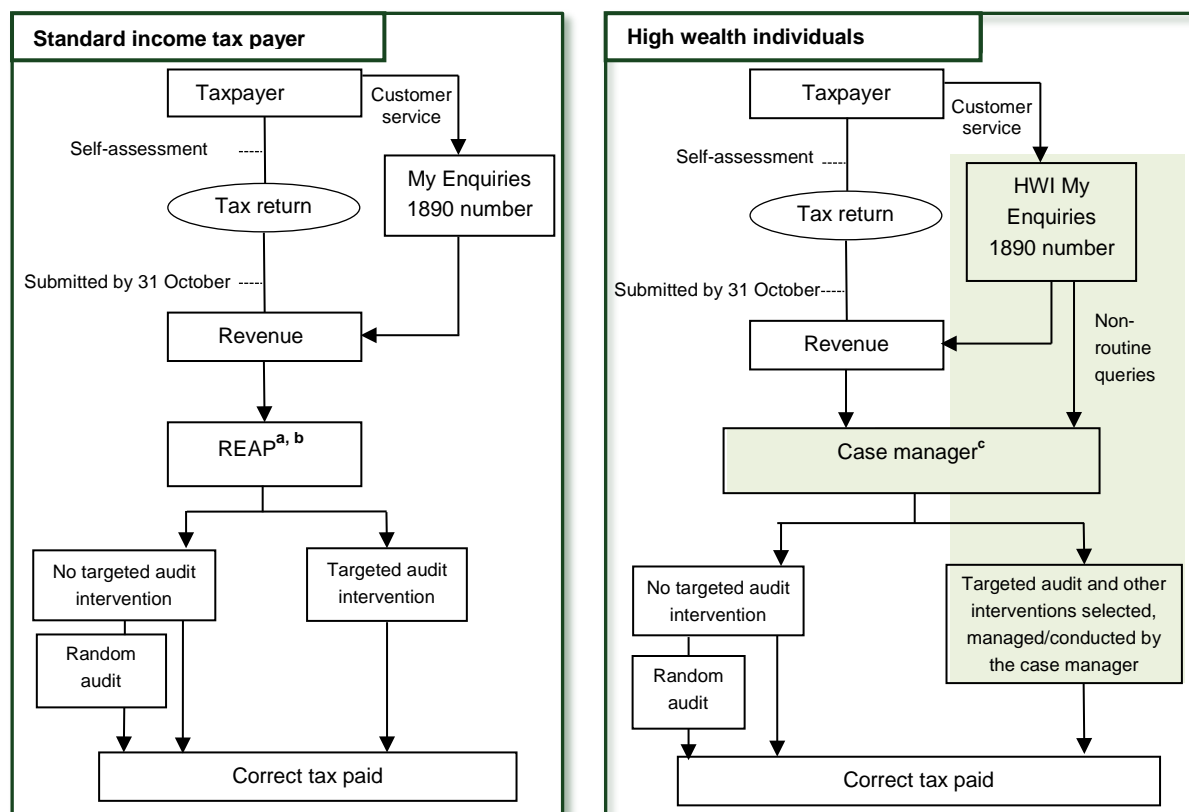 Standard income tax payer
Taxpayer
Customer
service
Self-assessment
My Enquiries
1890 number
Tax return
Submitted by 31 October
Revenue
REAPa, b
No targeted audit
intervention
Targeted audit
intervention
Random
audit
Correct tax paid
High wealth individuals
Taxpayer
Customer
service
Self-assessment
HWI My
Enquiries
1890 number
Tax return
Submitted by 31 October
Revenue
Non-
routine
queries
Case managerc
No targeted audit
intervention
Targeted audit and other
interventions selected,
managed/conducted by
the case manager
Random
audit
Correct tax paid